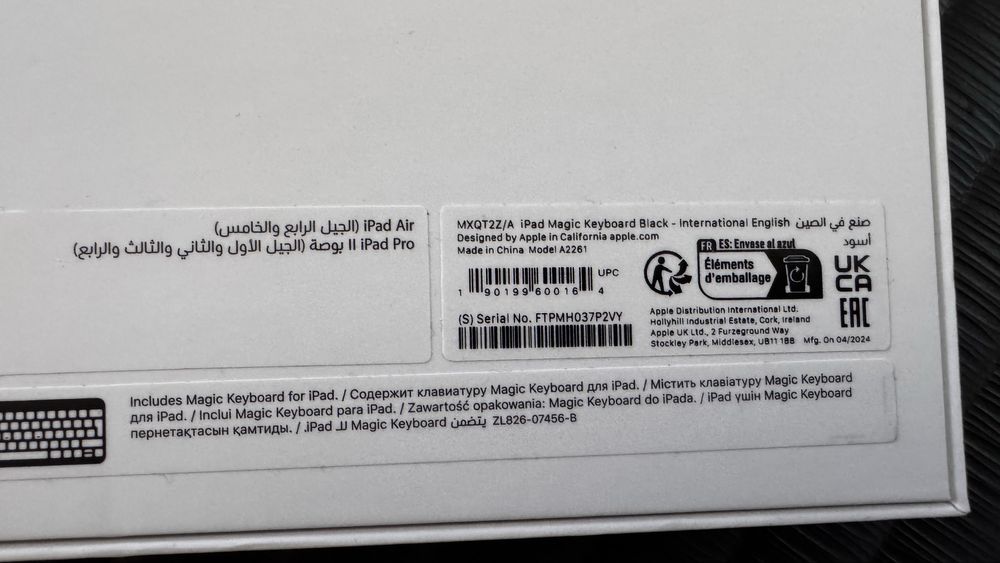 iPad Air (الجيل الرابع والخامس)
iPad Pro 11 بوصة (الجيل الأول والثاني والثالث والرابع)
MXQT2Z/A iPad Magic Keyboard Black - International English صنع في الصين
Designed by Apple in California apple.com أسود
Made in China Model A2261
UPC
1 90199 60016 4
(S) Serial No. FTPMH037P2VY
FR
ES: Envase al azul
Éléments
d'emballage
UK
CA
EAC
Apple Distribution International Ltd.
Hollyhill Industrial Estate, Cork, Ireland
Apple UK Ltd., 2 Furzeground Way
Stockley Park, Middlesex, UB11 1BB Mfg. On 04/2024
Includes Magic Keyboard for iPad. / Содержит клавиатуру Magic Keyboard для iPad. / Містить клавіатуру Magic Keyboard
для iPad. / Inclui Magic Keyboard para iPad. / Zawartość opakowania: Magic Keyboard do iPada. / iPad үшін Magic Keyboard
пернетақтасын қамтиды. / يتضمن Magic Keyboard لـ iPad. ZL826-07456-B